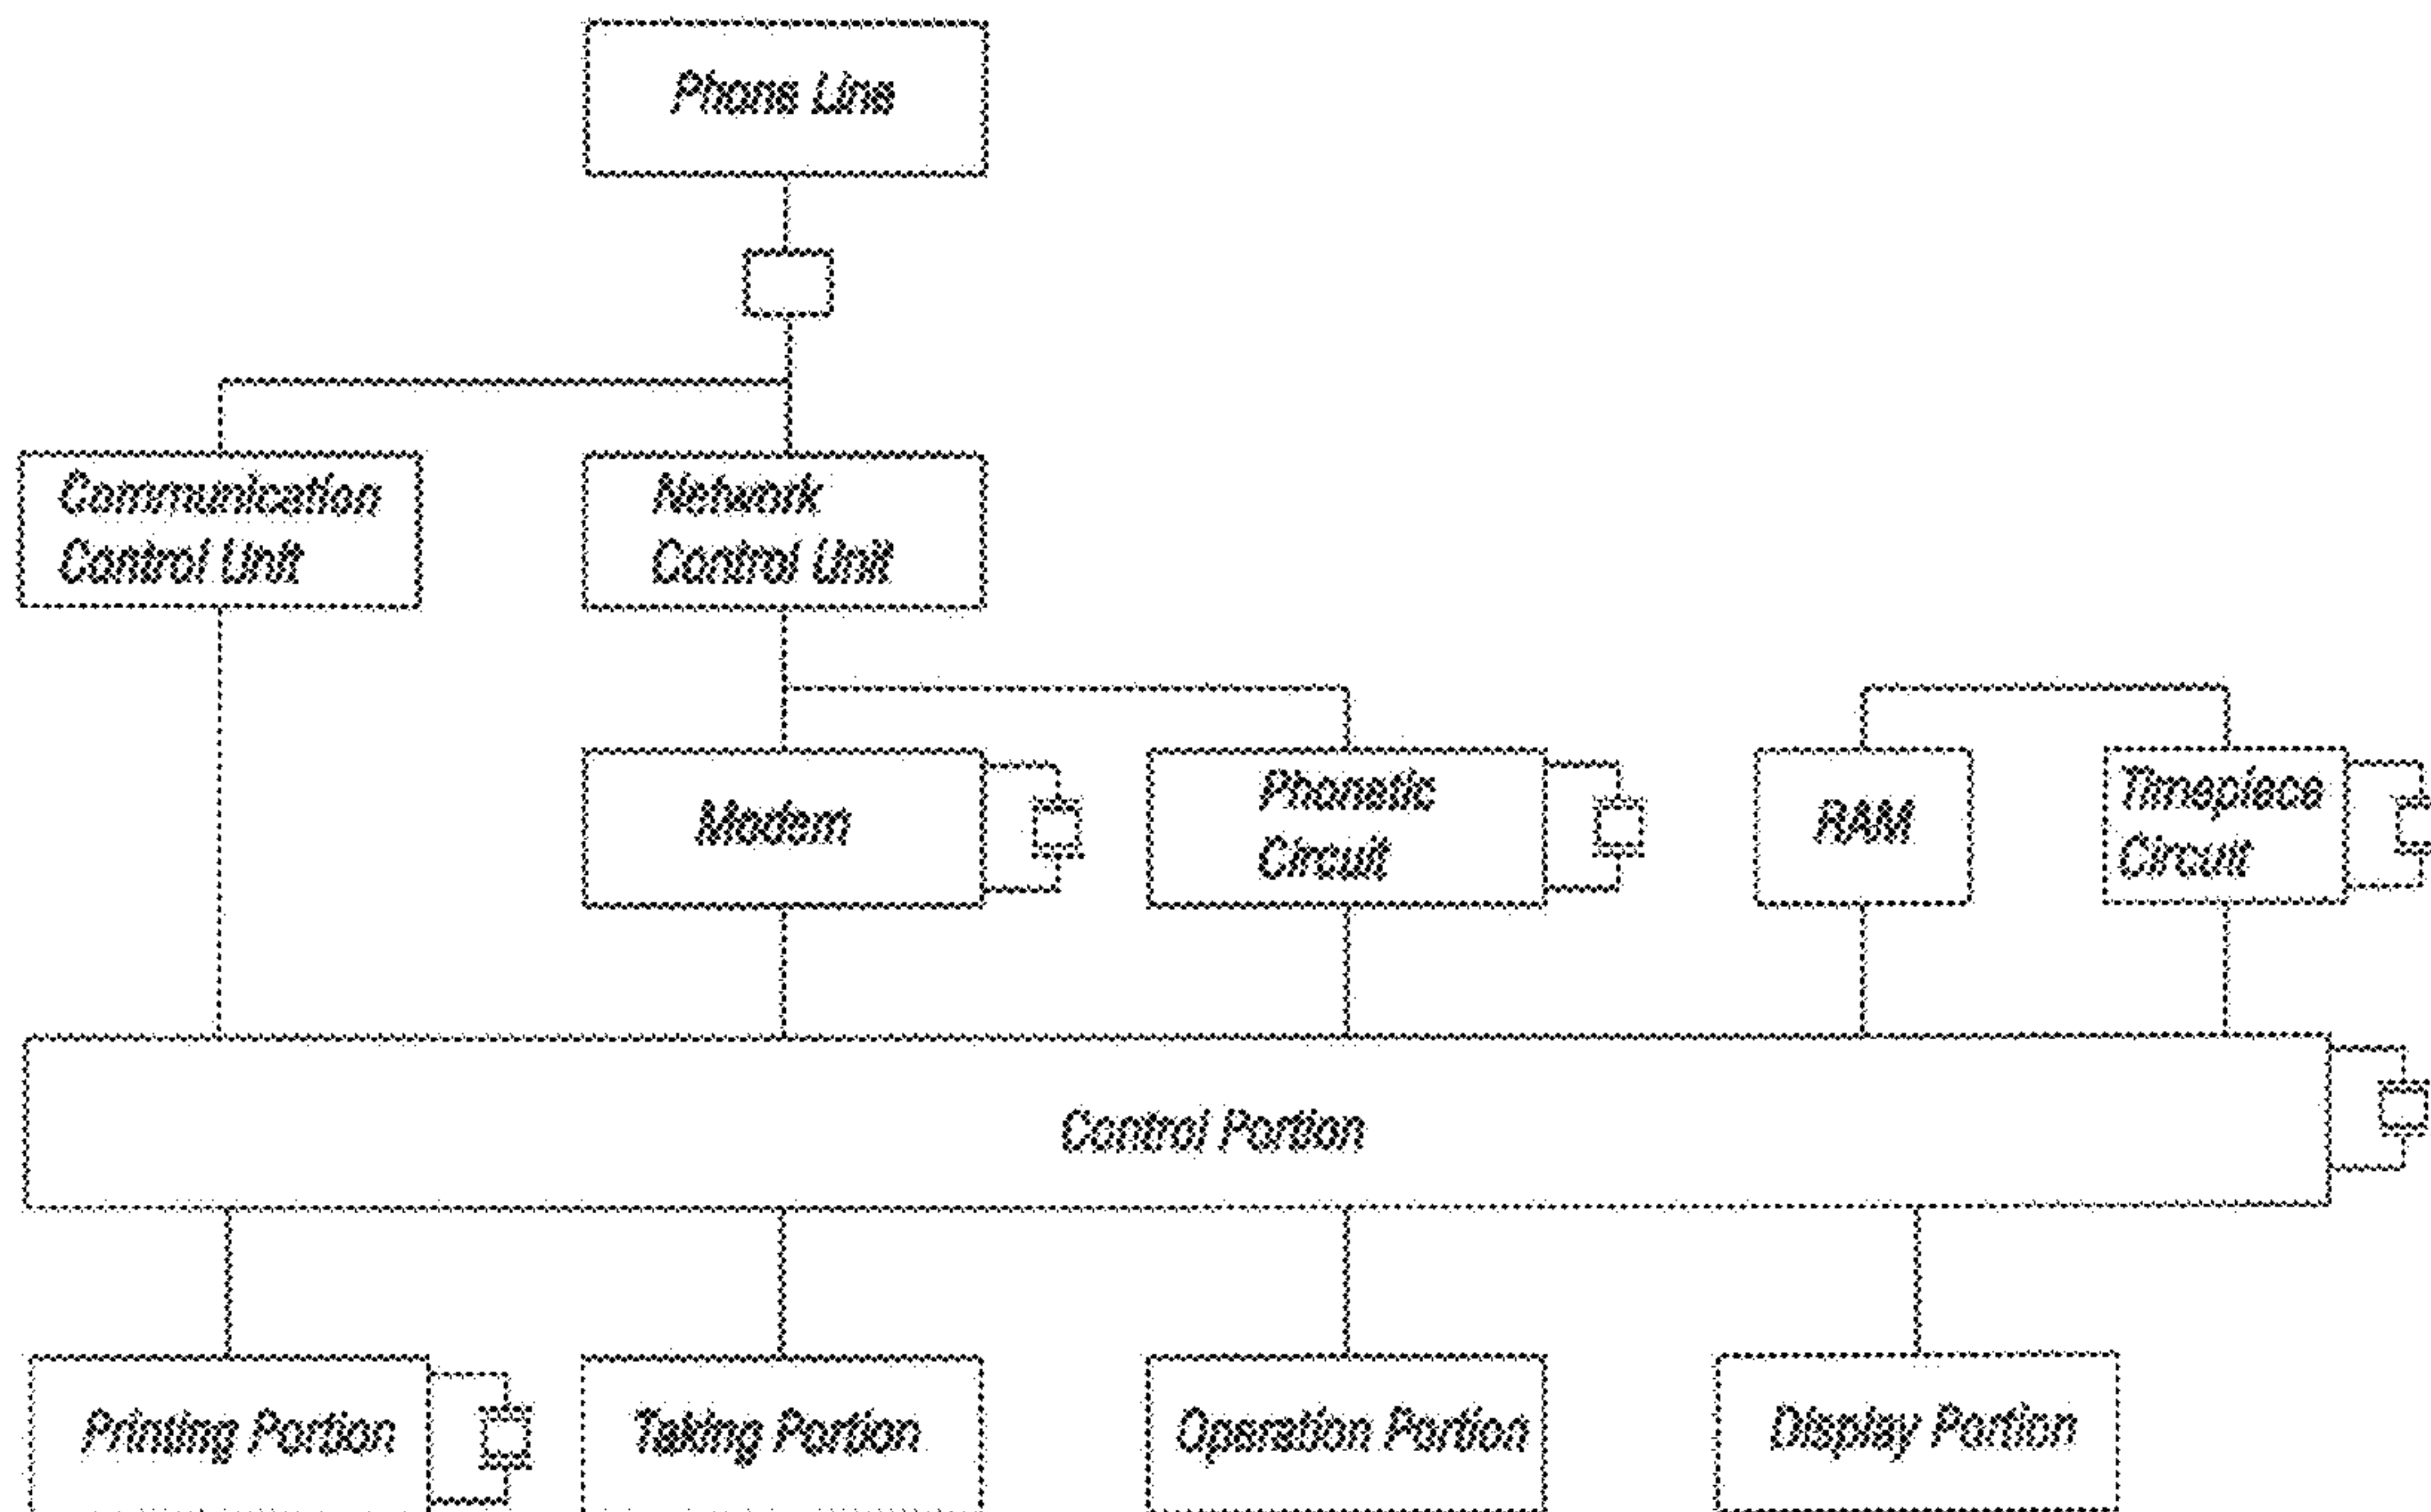 Phone Line
Communication
Control Unit
Network
Control Unit
Modem
Phonetic
Circuit
RAM
Timepiece
Circuit
Control Portion
Printing Portion
Taking Portion
Operation Portion
Display Portion